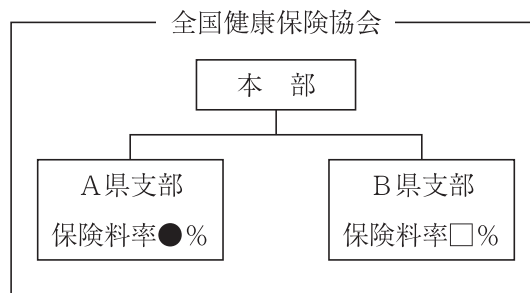 全国健康保険協会
本　部
Ａ県支部
保険料率●％
Ｂ県支部
保険料率□％